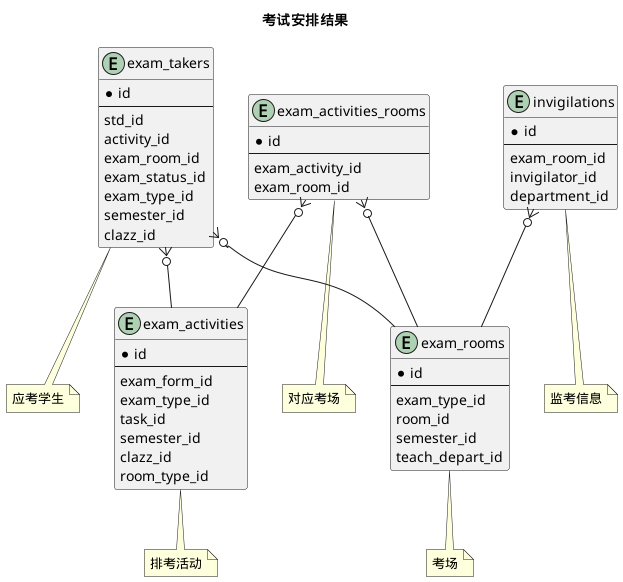 考试安排结果
E exam_takers
* id
std_id
activity_id
exam_room_id
exam_status_id
exam_type_id
semester_id
clazz_id
E exam_activities_rooms
* id
exam_activity_id
exam_room_id
E invigilations
* id
exam_room_id
invigilator_id
department_id
E exam_activities
* id
exam_form_id
exam_type_id
task_id
semester_id
clazz_id
room_type_id
E exam_rooms
* id
exam_type_id
room_id
semester_id
teach_depart_id
应考学生
对应考场
监考信息
排考活动
考场